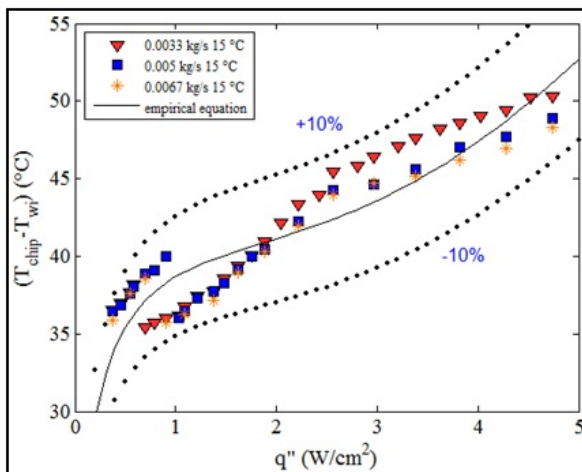 55
50
45
40
35
30
0
1
2
3
4
5
(T_chip - T_wi) (°C)
q'' (W/cm²)
0.0033 kg/s 15 °C
0.005 kg/s 15 °C
0.0067 kg/s 15 °C
empirical equation
+10%
-10%